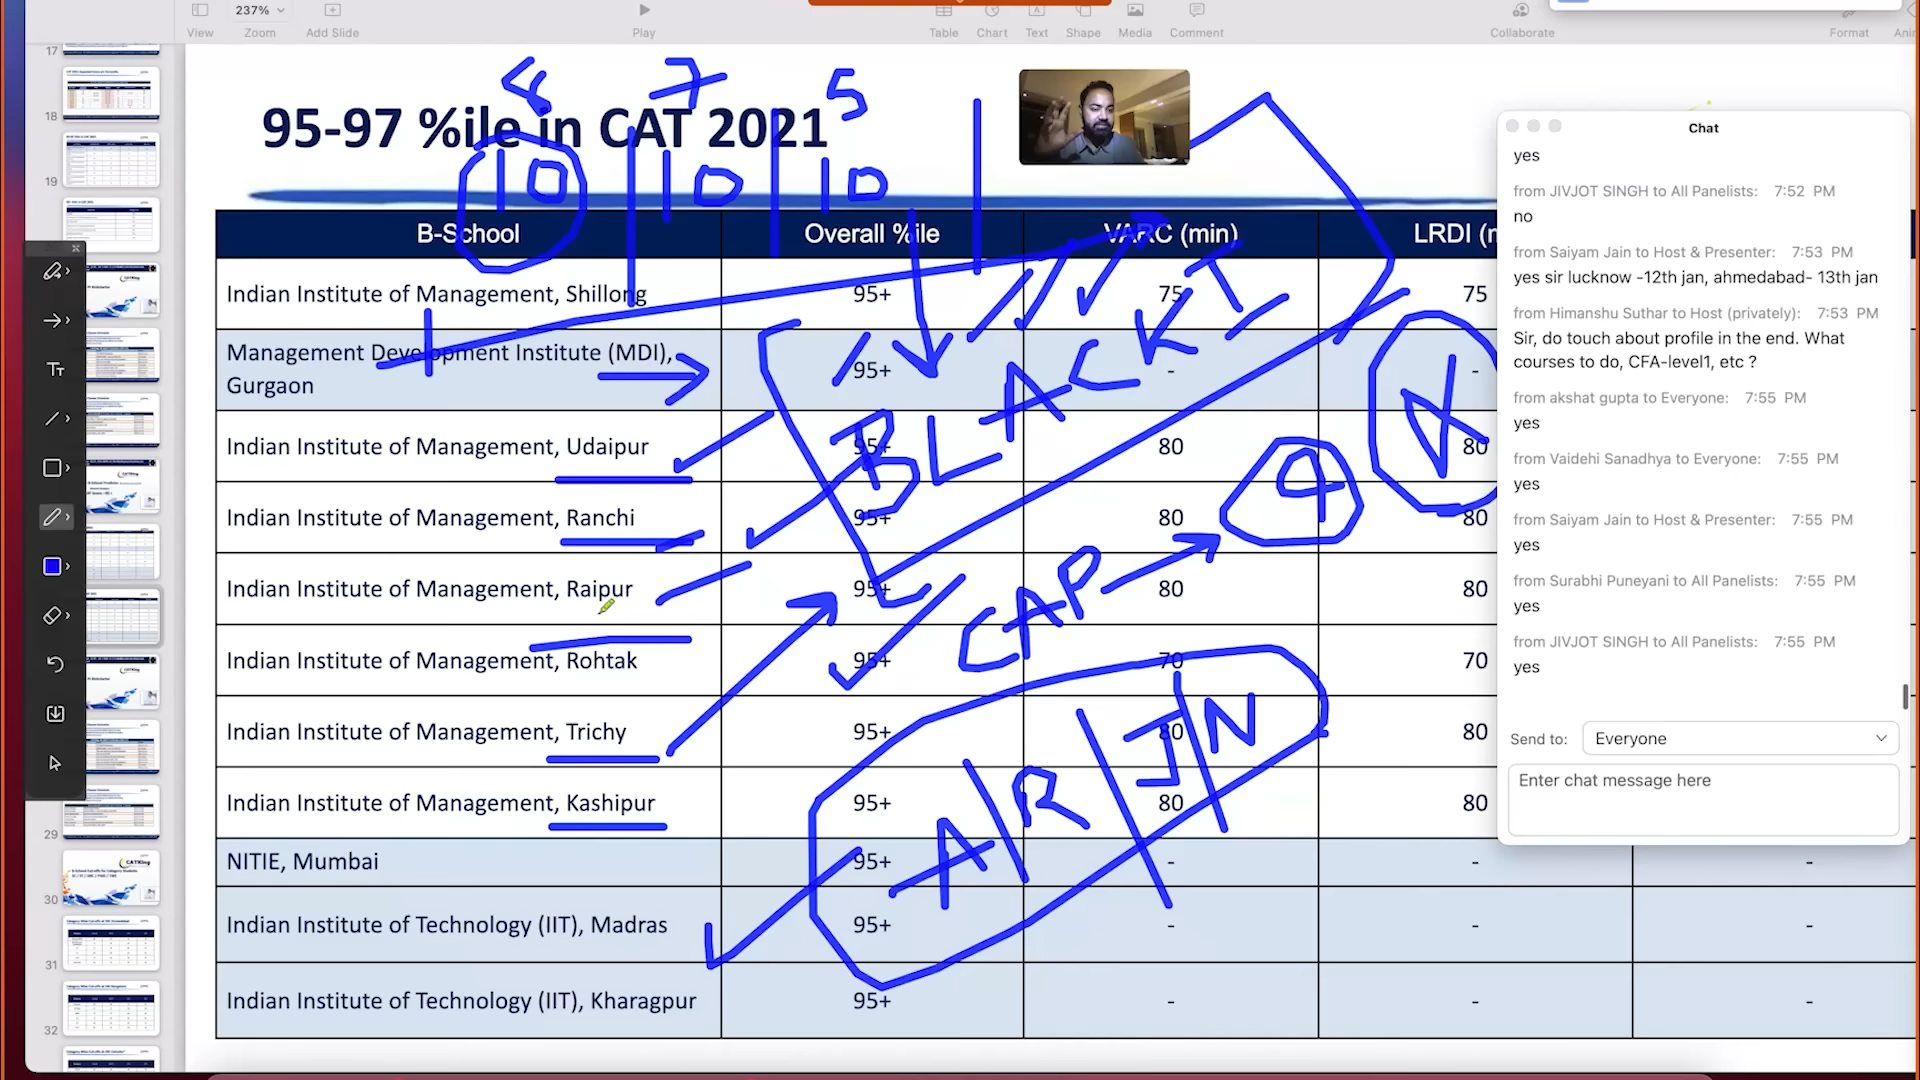 237%
View
Zoom
Add Slide
Play
Table
Chart
Text
Shape
Media
Comment
Collaborate
Format
17
18
19
29
30
31
32
95-97 %ile in CAT 2021
8 7 5
10 10 10
B-School Overall %ile VARC (min) LRDI (m
Indian Institute of Management, Shillong 95+ 75 75
Management Development Institute (MDI),
Gurgaon 95+ - -
Indian Institute of Management, Udaipur 95+ 80 80
Indian Institute of Management, Ranchi 95+ 80 80
Indian Institute of Management, Raipur 95+ 80 80
Indian Institute of Management, Rohtak 95+ 70 70
Indian Institute of Management, Trichy 95+ 80 80
Indian Institute of Management, Kashipur 95+ 80 80
NITIE, Mumbai 95+ - - -
Indian Institute of Technology (IIT), Madras 95+ - - -
Indian Institute of Technology (IIT), Kharagpur 95+ - - -
BLACKI
CAP
A/R/J/N
Chat
yes
from JIVJOT SINGH to All Panelists: 7:52 PM
no
from Saiyam Jain to Host & Presenter: 7:53 PM
yes sir lucknow -12th jan, ahmedabad- 13th jan
from Himanshu Suthar to Host (privately): 7:53 PM
Sir, do touch about profile in the end. What
courses to do, CFA-level1, etc ?
from akshat gupta to Everyone: 7:55 PM
yes
from Vaidehi Sanadhya to Everyone: 7:55 PM
yes
from Saiyam Jain to Host & Presenter: 7:55 PM
yes
from Surabhi Puneyani to All Panelists: 7:55 PM
yes
from JIVJOT SINGH to All Panelists: 7:55 PM
yes
Send to: Everyone
Enter chat message here